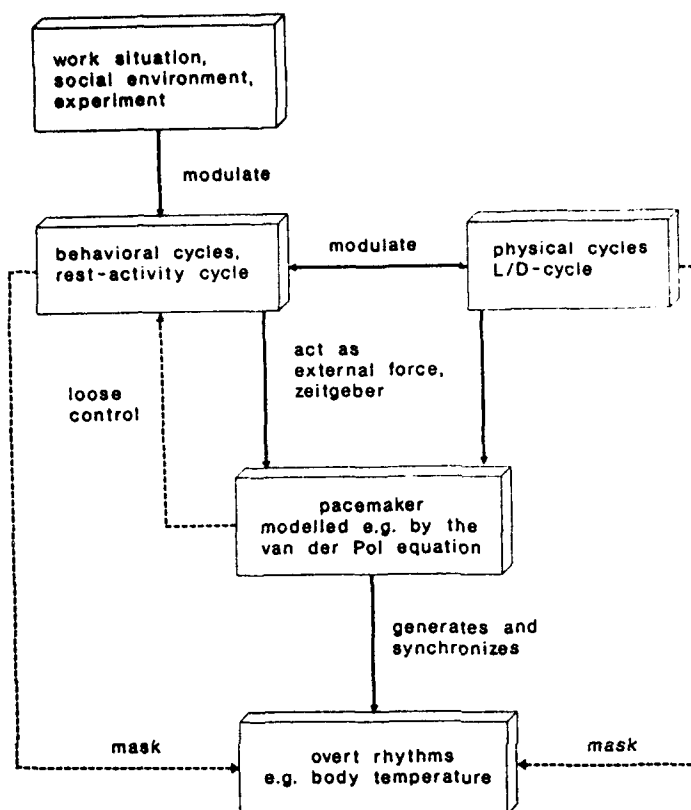 work situation,
social environment,
experiment
modulate
behavioral cycles,
rest-activity cycle
modulate
physical cycles
L/D-cycle
act as
external force,
zeitgeber
loose
control
pacemaker
modelled e.g. by the
van der Pol equation
generates and
synchronizes
mask
overt rhythms
e.g. body temperature
mask